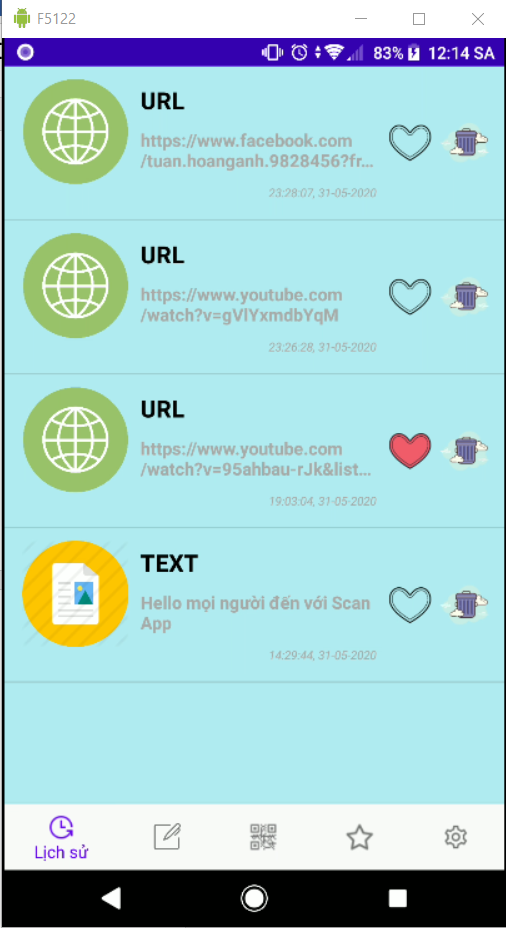 F5122
83% 12:14 SA
URL
https://www.facebook.com
/tuan.hoanganh.9828456?fr...
23:28:07, 31-05-2020
URL
https://www.youtube.com
/watch?v=gVlYxmdbYqM
23:26:28, 31-05-2020
URL
https://www.youtube.com
/watch?v=95ahbau-rJk&list...
19:03:04, 31-05-2020
TEXT
Hello mọi người đến với Scan
App
14:29:44, 31-05-2020
Lịch sử